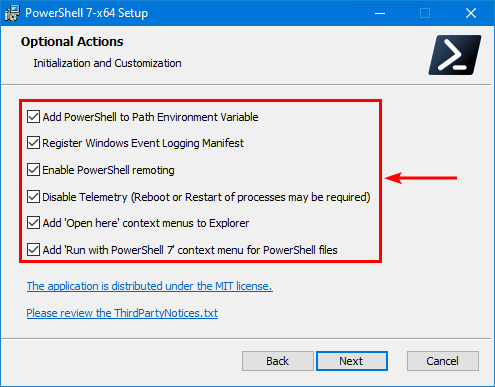 PowerShell 7-x64 Setup
Optional Actions
Initialization and Customization
Add PowerShell to Path Environment Variable
Register Windows Event Logging Manifest
Enable PowerShell remoting
Disable Telemetry (Reboot or Restart of processes may be required)
Add 'Open here' context menus to Explorer
Add 'Run with PowerShell 7' context menu for PowerShell files
The application is distributed under the MIT license.
Please review the ThirdPartyNotices.txt
Back Next Cancel